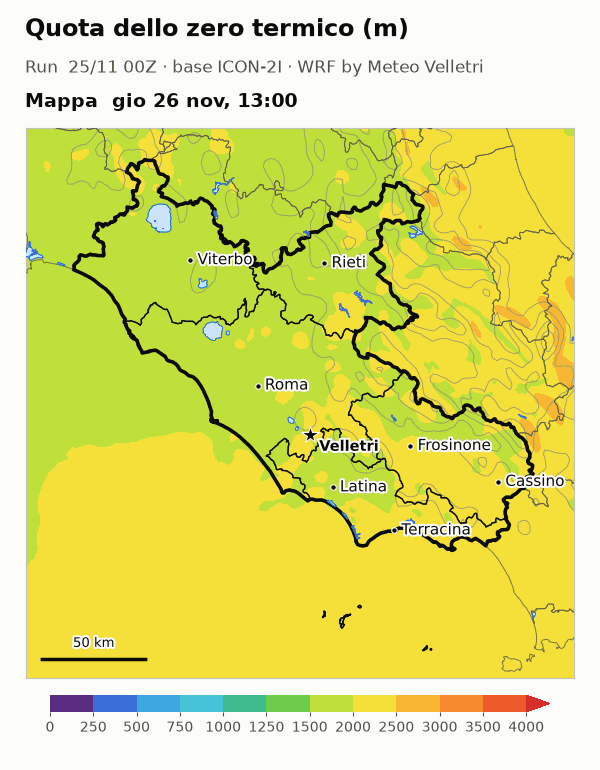 Quota dello zero termico (m)
Run 25/11 00Z · base ICON-2I · WRF by Meteo Velletri
Mappa gio 26 nov, 13:00
Viterbo
Rieti
Roma
Velletri
Frosinone
Cassino
Latina
Terracina
50 km
0 250 500 750 1000 1250 1500 2000 2500 3000 3500 4000